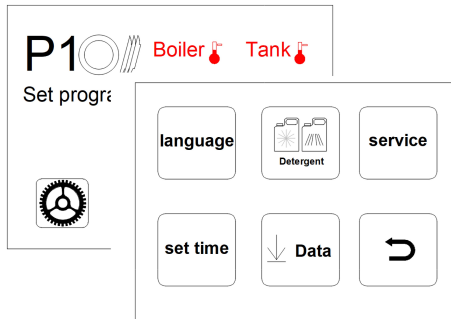 P1
Boiler Tank
Set progra
language
Detergent
service
set time
Data